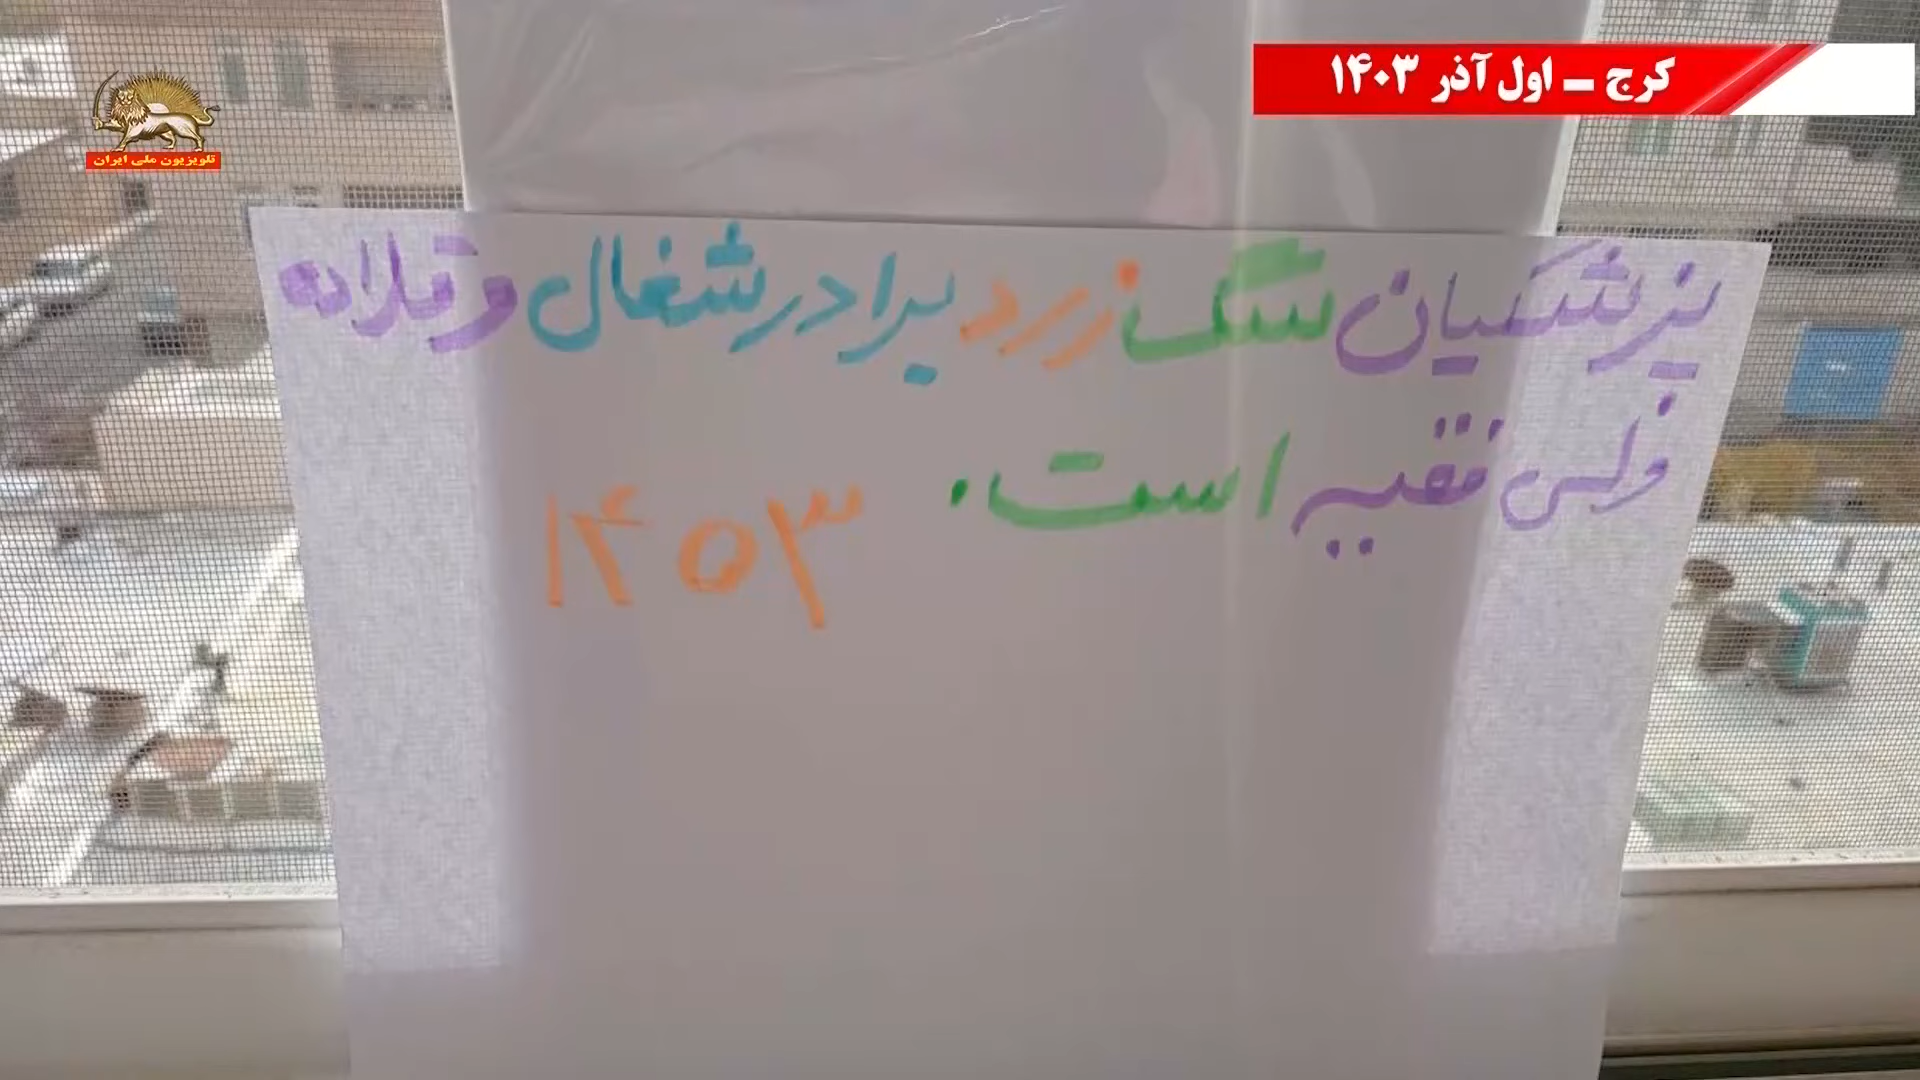 کرج ـ اول آذر ۱۴۰۳
تلویزیون ملی ایران
پزشکیان سگ زرد برادر شغال و قلاده
ولی فقیه است.
۱۴۰۳